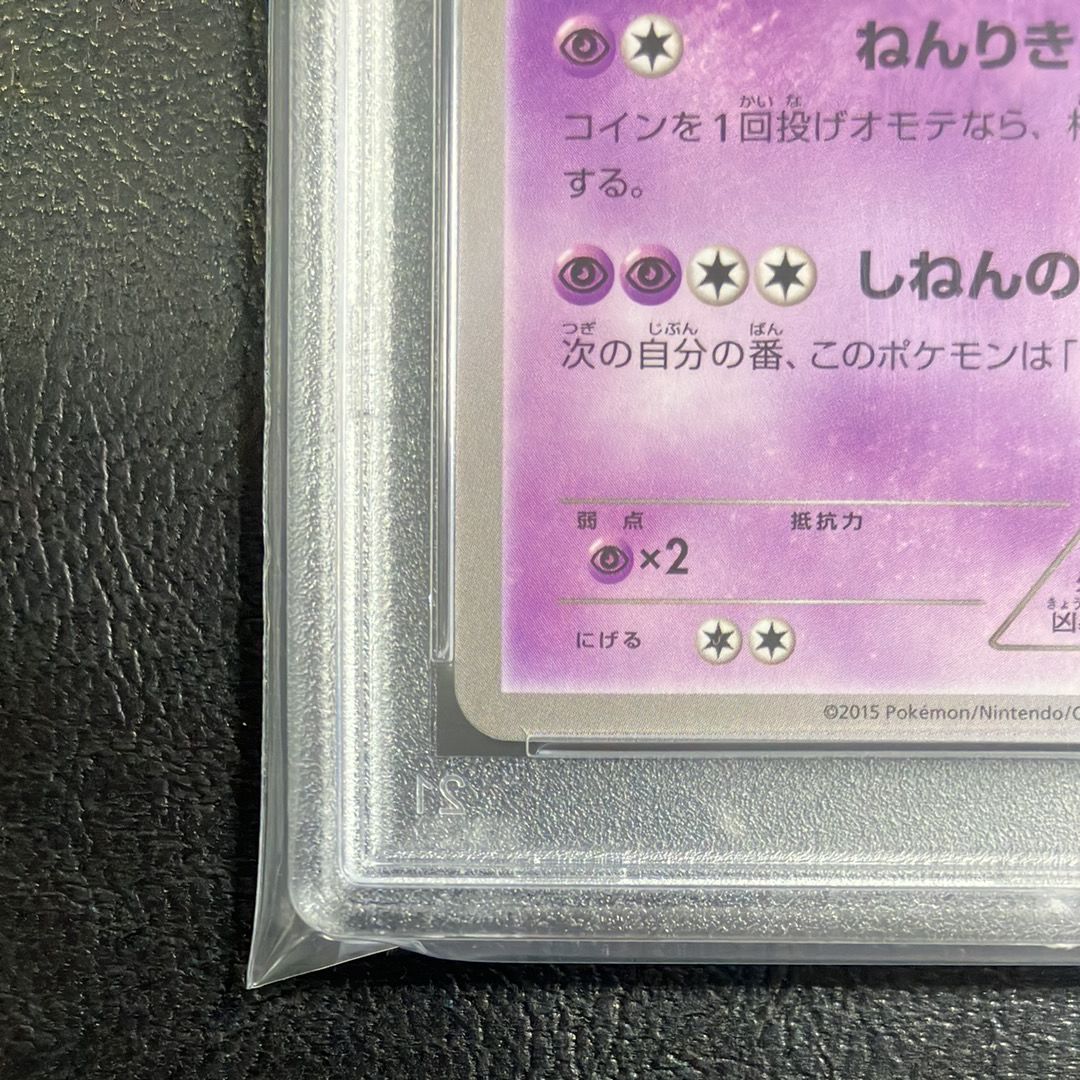 ねんりき
かい な
コインを1回投げオモテなら、
する。
しねんの
つぎ じぶん ばん
次の自分の番、このポケモンは「
弱点 抵抗力
×2
にげる
©2015 Pokémon/Nintendo/C
21